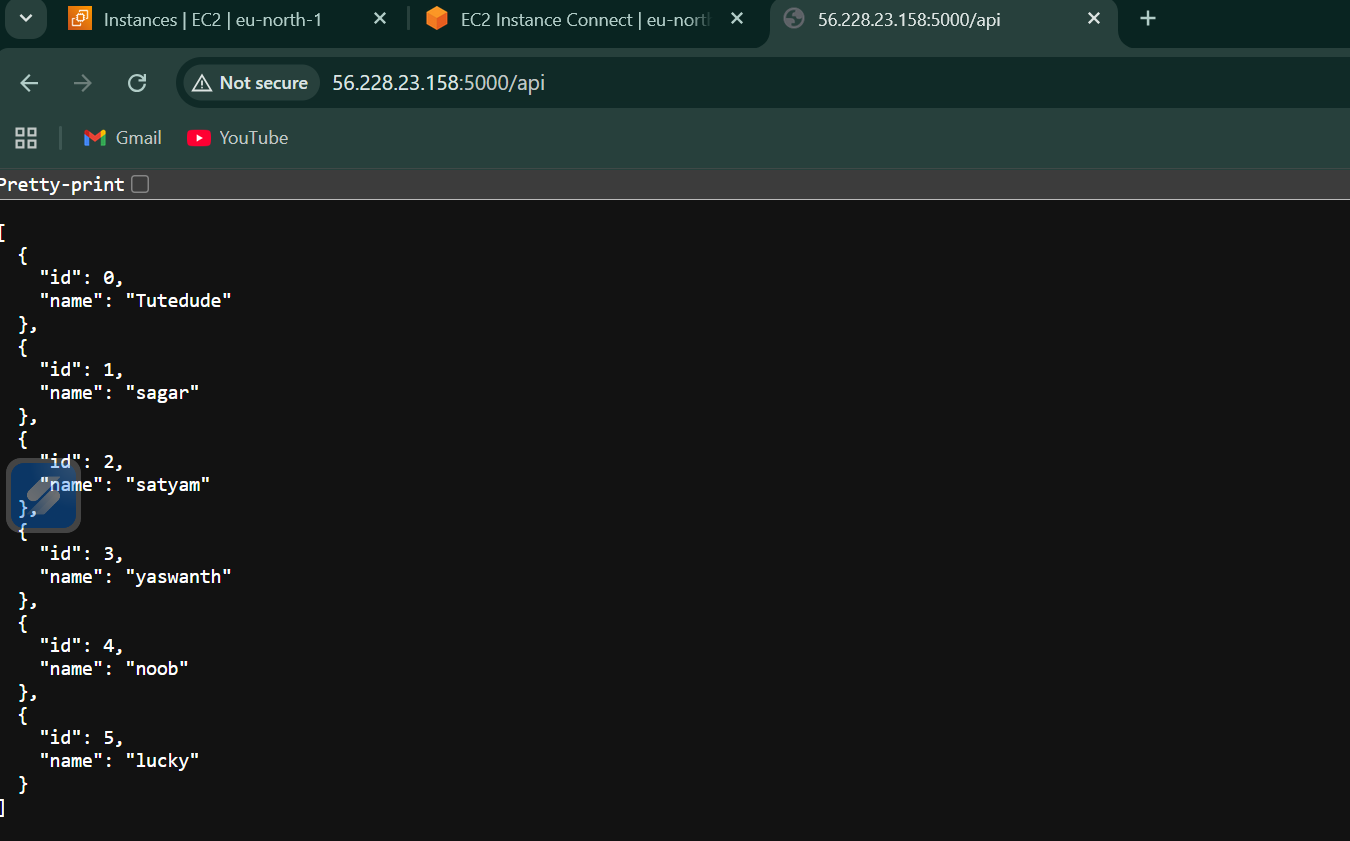 Instances | EC2 | eu-north-1
EC2 Instance Connect | eu-nort
56.228.23.158:5000/api
Not secure
56.228.23.158:5000/api
Gmail
YouTube
Pretty-print
[
{
"id": 0,
"name": "Tutedude"
},
{
"id": 1,
"name": "sagar"
},
{
"id": 2,
"name": "satyam"
},
{
"id": 3,
"name": "yaswanth"
},
{
"id": 4,
"name": "noob"
},
{
"id": 5,
"name": "lucky"
}
]